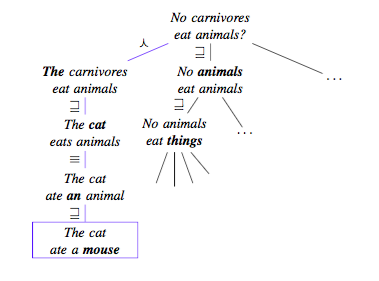 No carnivores
eat animals?
⋏
⊒
The carnivores
eat animals
No animals
eat animals
...
⊒
⊒
The cat
eats animals
No animals
eat things
...
≡
The cat
ate an animal
⊒
The cat
ate a mouse